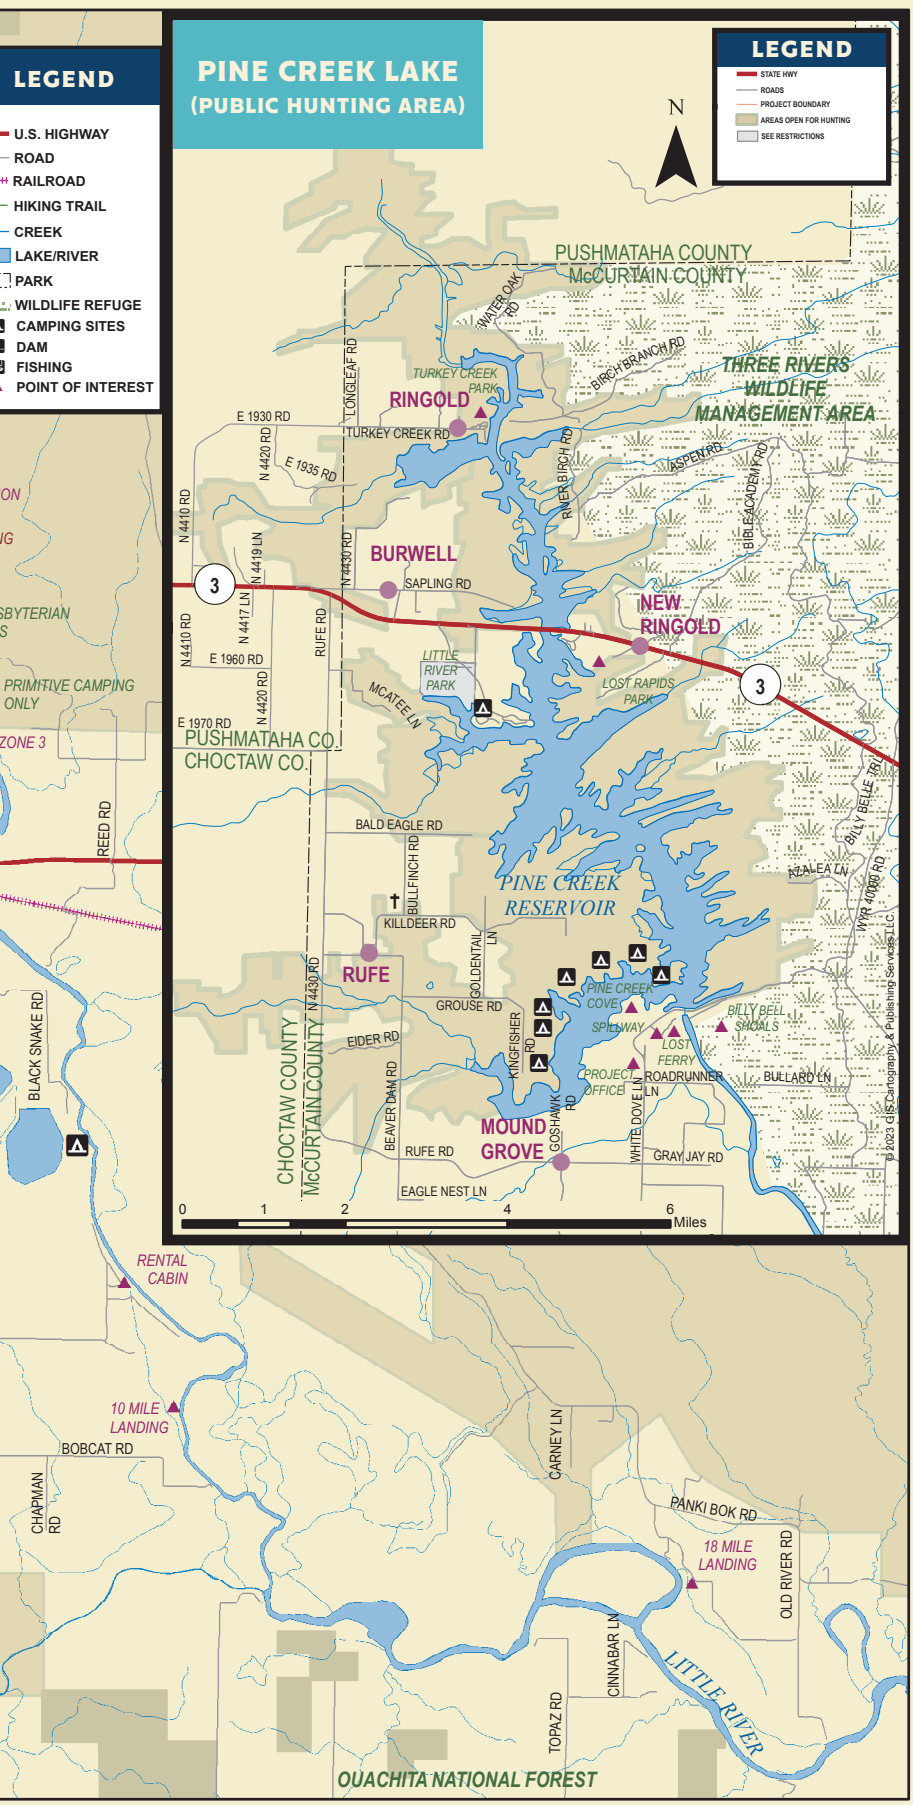 LEGEND
U.S. HIGHWAY
ROAD
RAILROAD
HIKING TRAIL
CREEK
LAKE/RIVER
PARK
WILDLIFE REFUGE
CAMPING SITES
DAM
FISHING
POINT OF INTEREST
PINE CREEK LAKE
(PUBLIC HUNTING AREA)
LEGEND
STATE HWY
ROADS
PROJECT BOUNDARY
AREAS OPEN FOR HUNTING
SEE RESTRICTIONS
N
PUSHMATAHA COUNTY
McCURTAIN COUNTY
WATER OAK
RD
BIRCH BRANCH RD
THREE RIVERS
WILDLIFE
MANAGEMENT AREA
LONGLEAF RD
TURKEY CREEK
PARK
RINGOLD
E 1930 RD
TURKEY CREEK RD
N 4420 RD
E 1935 RD
RIVER BIRCH RD
ASPEN RD
BIBLE ACADEMY RD
N 4410 RD
N 4419 LN
N 4430 RD
BURWELL
SAPLING RD
3
NEW
RINGOLD
N 4417 LN
N 4410 RD
RUFE RD
E 1960 RD
LITTLE
RIVER
PARK
LOST RAPIDS
PARK
3
N 4420 RD
MCATEE LN
E 1970 RD
PUSHMATAHA CO.
CHOCTAW CO.
BILLY BELLE TRL
BALD EAGLE RD
BULLFINCH RD
AZALEA LN
WYR 40000 RD
PINE CREEK
RESERVOIR
KILLDEER RD
GOLDENTAIL
LN
RUFE
N 4430 RD
GROUSE RD
PINE CREEK
COVE
SPILLWAY
BILLY BELL
SHOALS
LOST
FERRY
KINGFISHER
RD
EIDER RD
PROJECT
OFFICE
ROADRUNNER
LN
BULLARD LN
CHOCTAW COUNTY
McCURTAIN COUNTY
BEAVER DAM RD
MOUND
GROVE
GOSHAWK
RD
WHITE DOVE LN
RUFE RD
GRAY JAY RD
EAGLE NEST LN
0 1 2 4 6
Miles
© 2023 GIS Cartography & Publishing Services LLC.
ION
NG
SBYTERIAN
S
PRIMITIVE CAMPING
ONLY
ZONE 3
REED RD
BLACK SNAKE RD
RENTAL
CABIN
10 MILE
LANDING
BOBCAT RD
CHAPMAN
RD
CARNEY LN
PANKI BOK RD
18 MILE
LANDING
OLD RIVER RD
CINNABAR LN
TOPAZ RD
LITTLE RIVER
OUACHITA NATIONAL FOREST